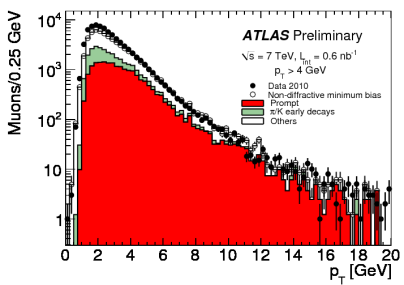 ATLAS Preliminary
√s = 7 TeV, L_int = 0.6 nb⁻¹
p_T > 4 GeV
Data 2010
Non-diffractive minimum bias
Prompt
π/K early decays
Others
Muons/0.25 GeV
10⁴
10³
10²
10
1
0 2 4 6 8 10 12 14 16 18 20
p_T [GeV]